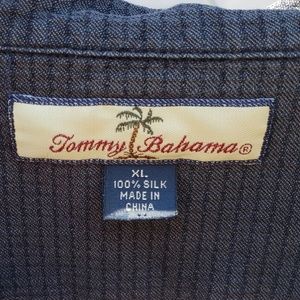 Tommy Bahama®
XL
100% SILK
MADE IN
CHINA